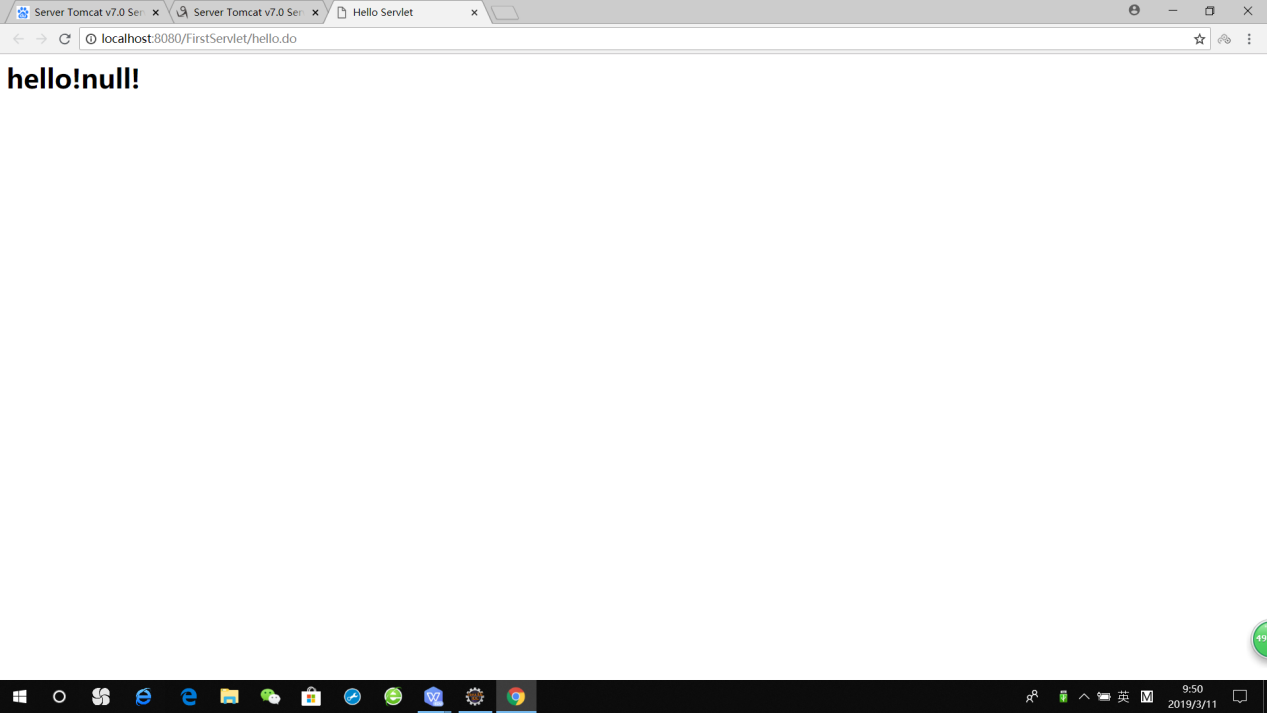 Server Tomcat v7.0 Ser
Server Tomcat v7.0 Ser
Hello Servlet
localhost:8080/FirstServlet/hello.do
hello!null!
49
英
M
9:50
2019/3/11